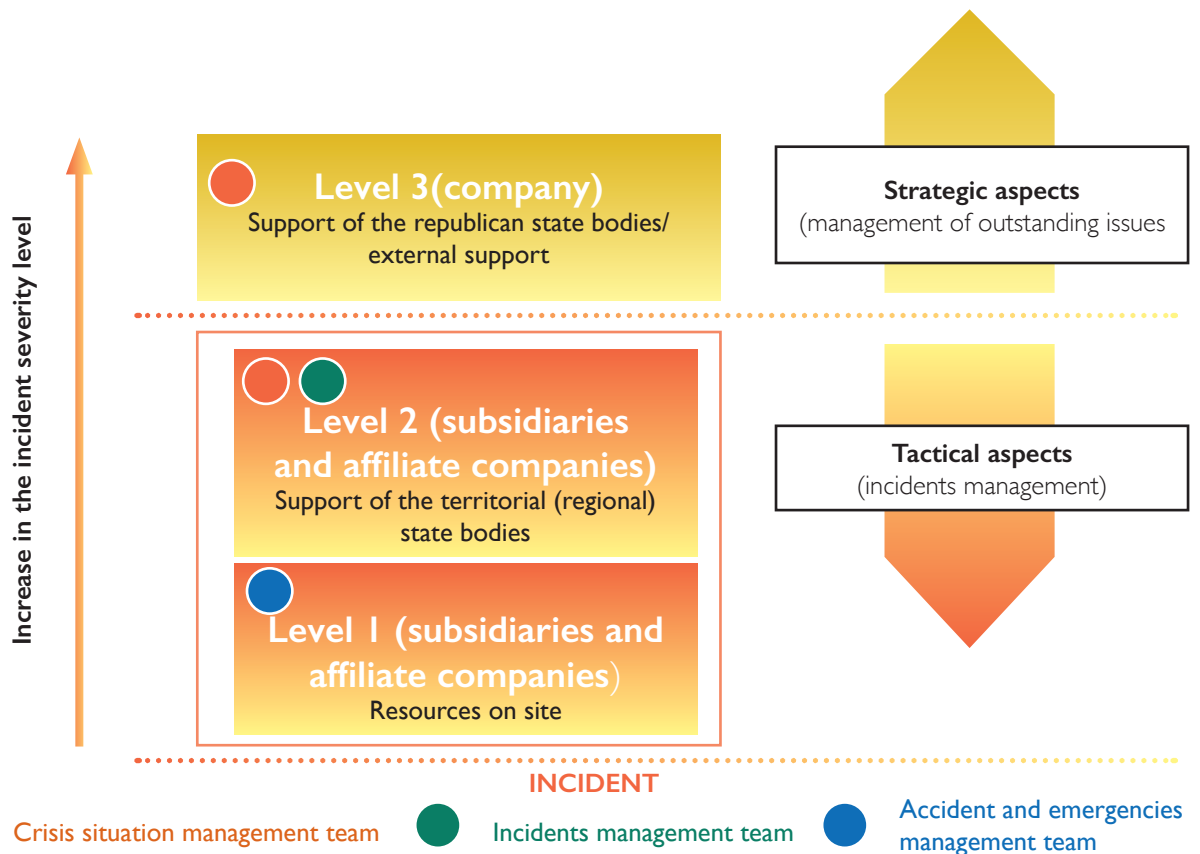 Increase in the incident severity level
Level 3(company)
Support of the republican state bodies/
external support
Strategic aspects
(management of outstanding issues
Level 2 (subsidiaries
and affiliate companies)
Support of the territorial (regional)
state bodies
Tactical aspects
(incidents management)
Level 1 (subsidiaries and
affiliate companies)
Resources on site
INCIDENT
Crisis situation management team
Incidents management team
Accident and emergencies
management team